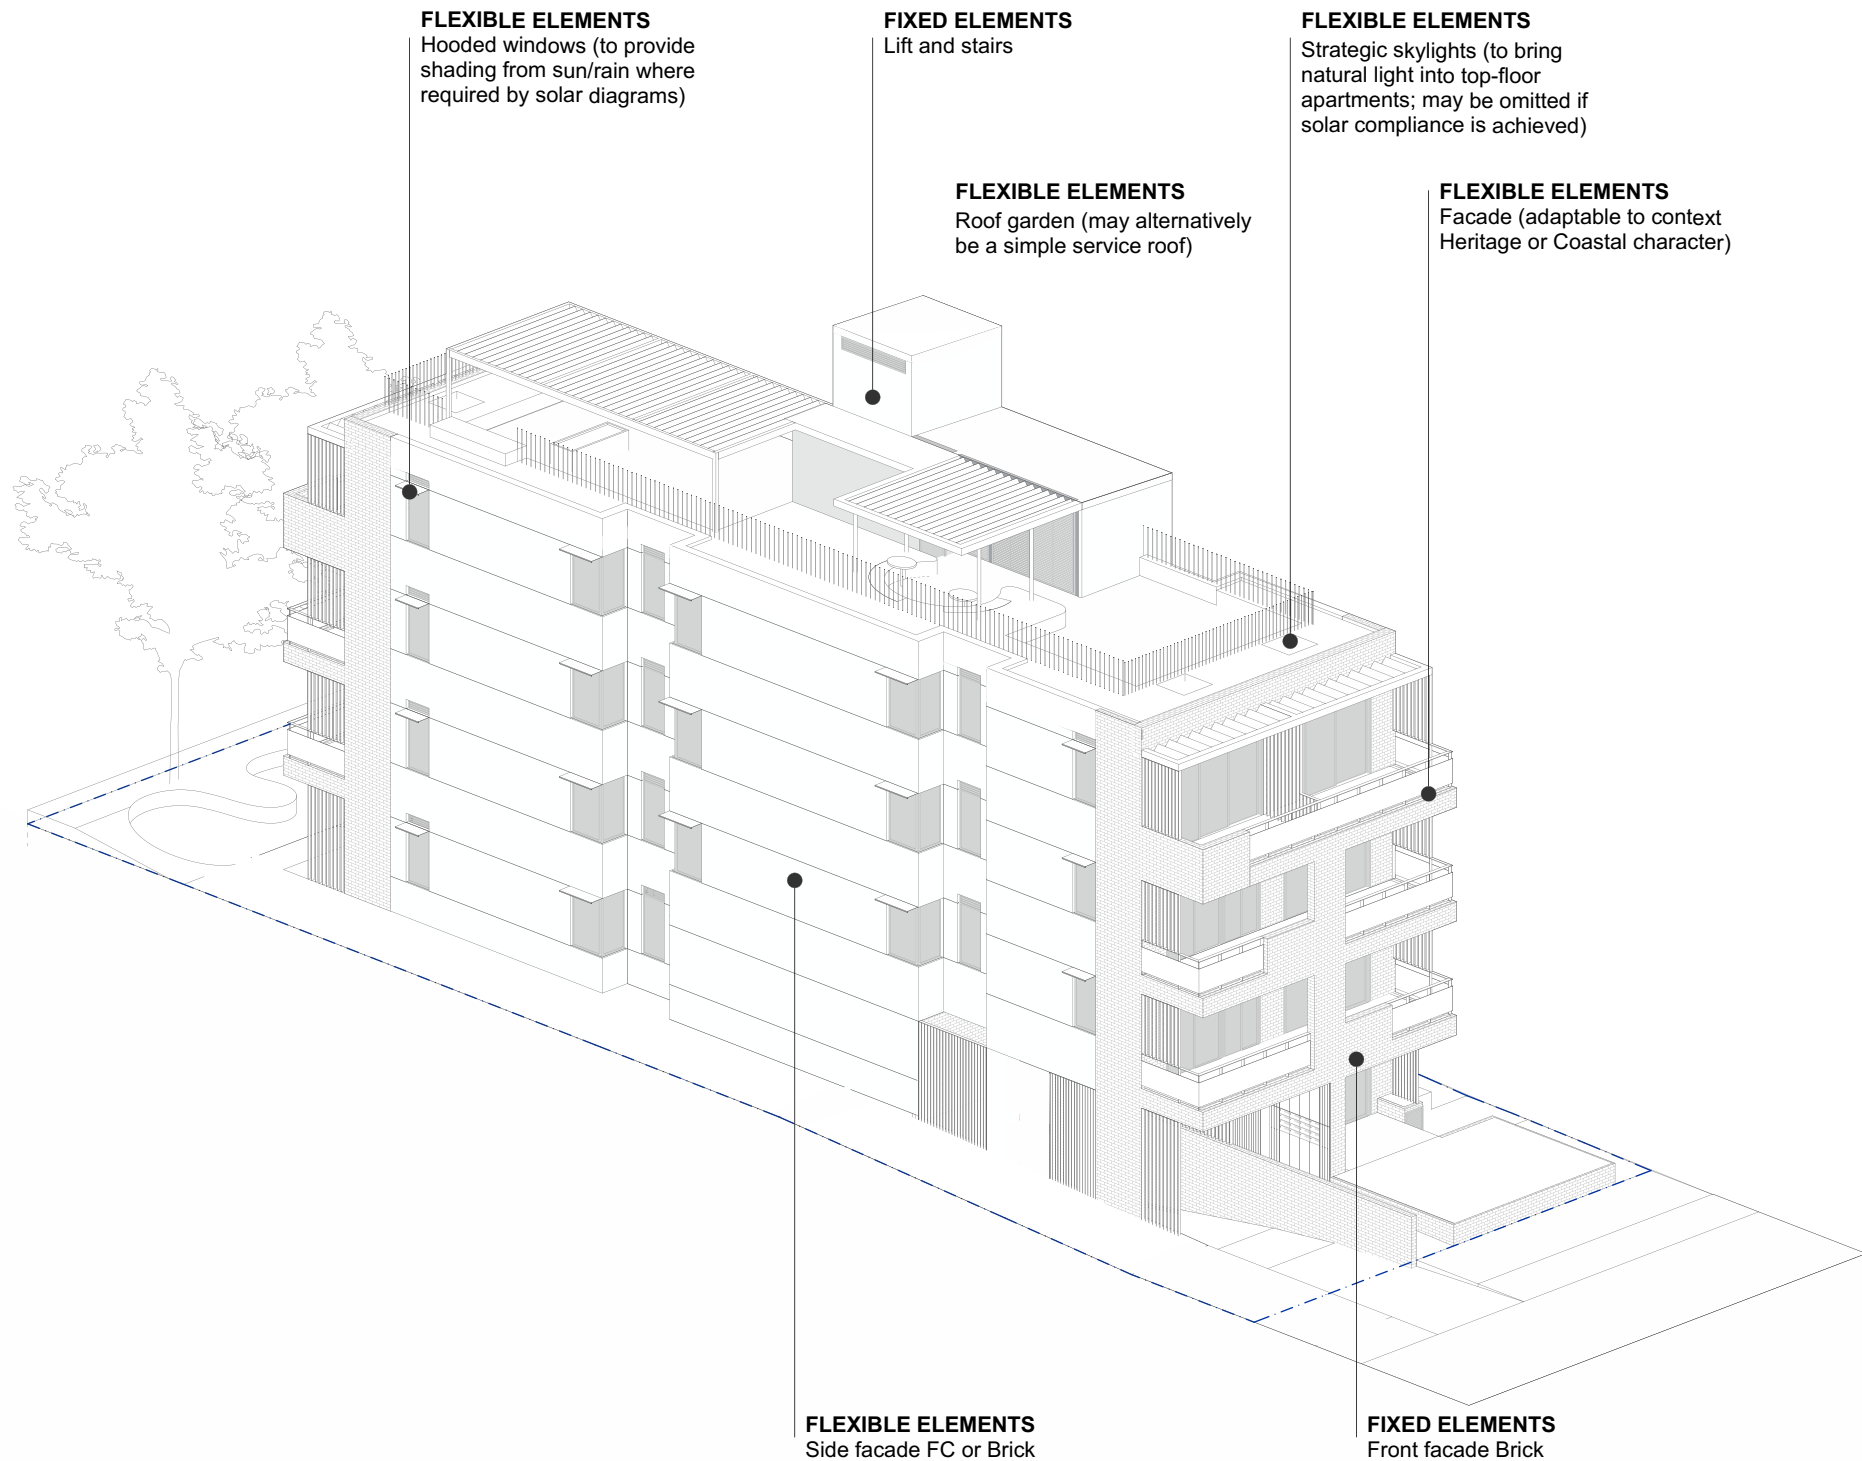 FLEXIBLE ELEMENTS
Hooded windows (to provide
shading from sun/rain where
required by solar diagrams)
FIXED ELEMENTS
Lift and stairs
FLEXIBLE ELEMENTS
Strategic skylights (to bring
natural light into top-floor
apartments; may be omitted if
solar compliance is achieved)
FLEXIBLE ELEMENTS
Roof garden (may alternatively
be a simple service roof)
FLEXIBLE ELEMENTS
Facade (adaptable to context
Heritage or Coastal character)
FLEXIBLE ELEMENTS
Side facade FC or Brick
FIXED ELEMENTS
Front facade Brick